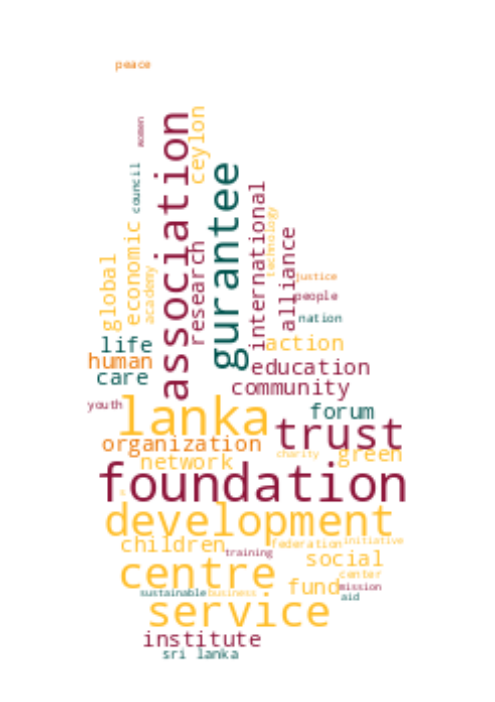 peace
women
association
ceylon
council
gurantee
international
technology
economic
global
academy
research
alliance
justice
people
nation
life
action
human
education
care
community
youth
lanka
forum
trust
organization
network
charity
green
foundation
development
children
federation
initiative
training
social
centre
center
fund
mission
sustainable
business
aid
service
institute
sri lanka